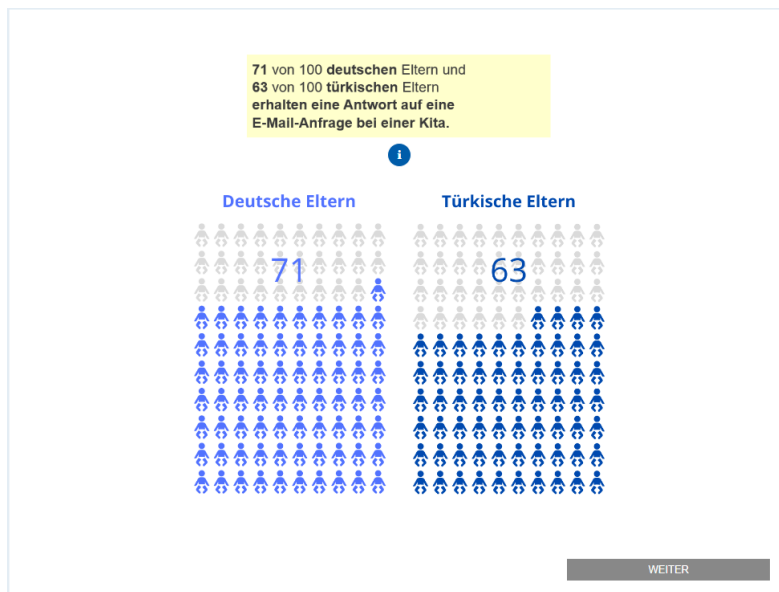 71 von 100 deutschen Eltern und
63 von 100 türkischen Eltern
erhalten eine Antwort auf eine
E-Mail-Anfrage bei einer Kita.
i
Deutsche Eltern
Türkische Eltern
71
63
WEITER